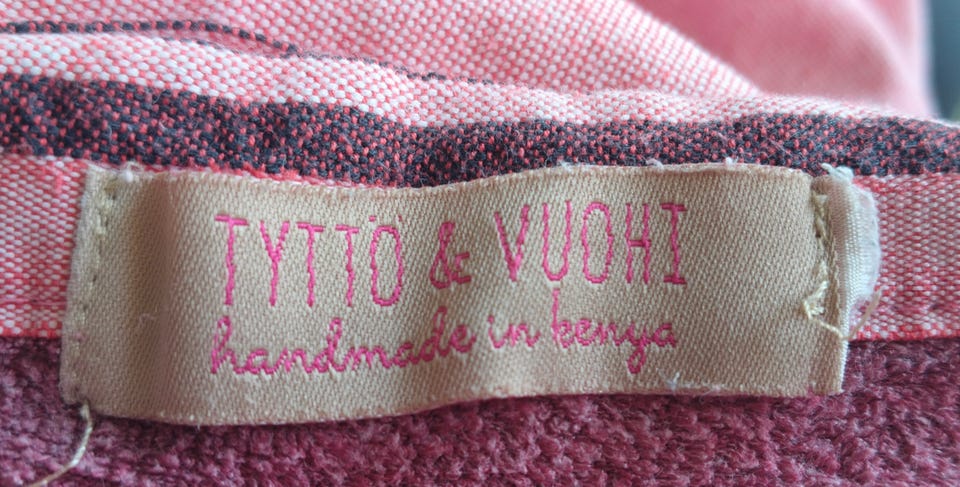 TYTTÖ & VUOHI
handmade in kenya